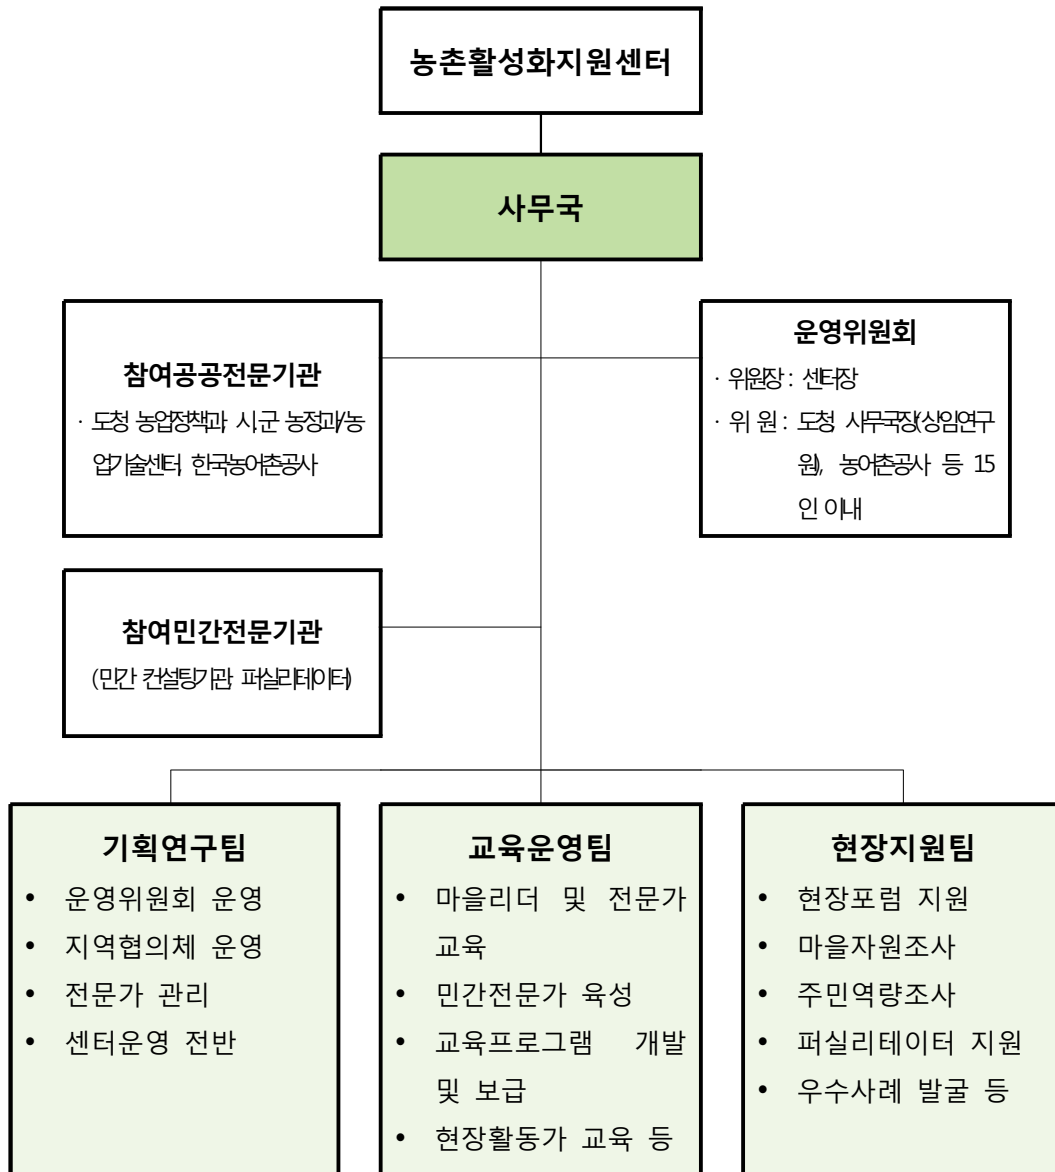 농촌활성화지원센터
사무국
참여공공전문기관
· 도청 농업정책과, 시,군 농정과/농
업기술센터, 한국농어촌공사
운영위원회
· 위원장 : 센터장
· 위 원 : 도청, 사무국장(상임연구
원), 농어촌공사 등 15
인 이내
참여민간전문기관
(민간 컨설팅기관, 퍼실리테이터)
기획연구팀
• 운영위원회 운영
• 지역협의체 운영
• 전문가 관리
• 센터운영 전반
교육운영팀
• 마을리더 및 전문가
교육
• 민간전문가 육성
• 교육프로그램 개발
및 보급
• 현장활동가 교육 등
현장지원팀
• 현장포럼 지원
• 마을자원조사
• 주민역량조사
• 퍼실리테이터 지원
• 우수사례 발굴 등